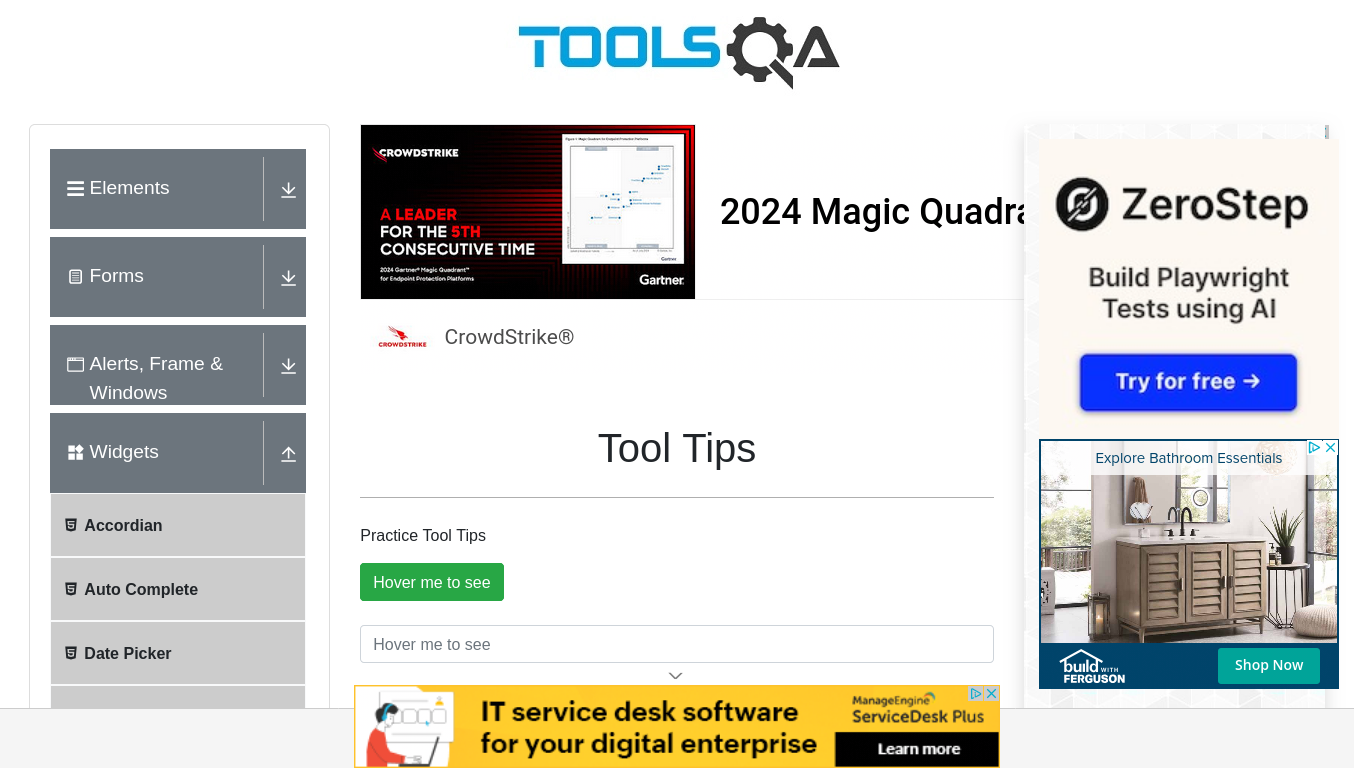 TOOLSQA
Elements
Forms
Alerts, Frame &
Windows
Widgets
Accordian
Auto Complete
Date Picker
CROWDSTRIKE
A LEADER
FOR THE 5TH
CONSECUTIVE TIME
2024 Gartner® Magic Quadrant™
for Endpoint Protection Platforms
Gartner
2024 Magic Quadra
CROWDSTRIKE
CrowdStrike®
Tool Tips
Practice Tool Tips
Hover me to see
Hover me to see
ZeroStep
Build Playwright
Tests using AI
Try for free →
Explore Bathroom Essentials
build WITH
FERGUSON
Shop Now
IT service desk software
for your digital enterprise
ManageEngine
ServiceDesk Plus
Learn more